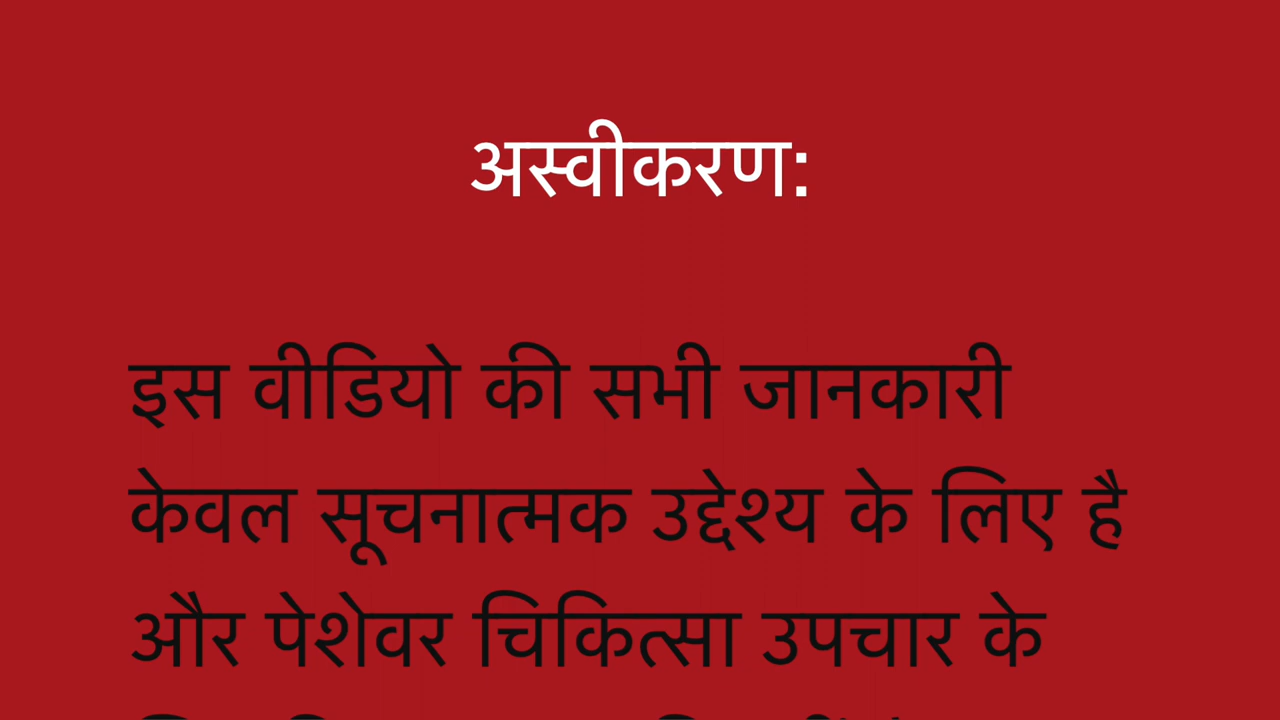 अस्वीकरण:
इस वीडियो की सभी जानकारी
केवल सूचनात्मक उद्देश्य के लिए है
और पेशेवर चिकित्सा उपचार के